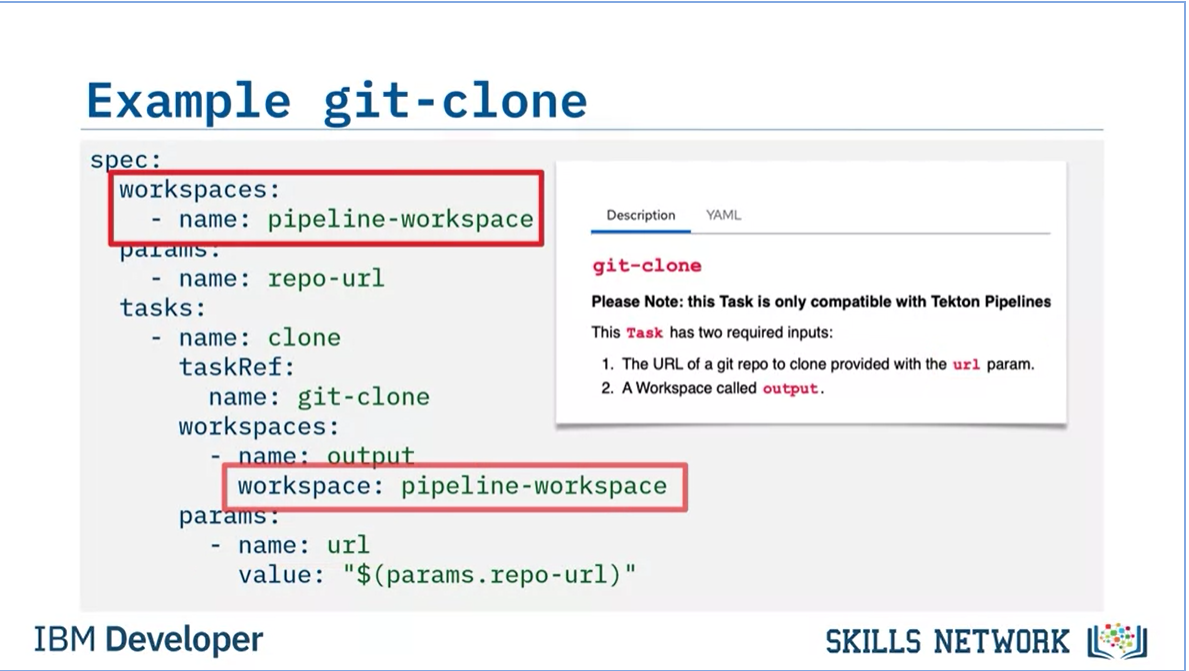 Example git-clone
spec:
  workspaces:
    - name: pipeline-workspace
  params:
    - name: repo-url
  tasks:
    - name: clone
      taskRef:
        name: git-clone
      workspaces:
        - name: output
          workspace: pipeline-workspace
      params:
        - name: url
          value: "$(params.repo-url)"
Description YAML
git-clone
Please Note: this Task is only compatible with Tekton Pipelines
This Task has two required inputs:
1. The URL of a git repo to clone provided with the url param.
2. A Workspace called output.
IBM Developer
SKILLS NETWORK